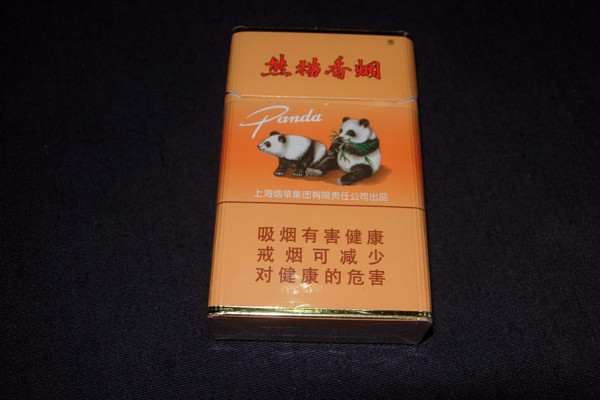 熊猫香烟
®
Panda
上海烟草集团有限责任公司出品
吸烟有害健康
戒烟可减少
对健康的危害